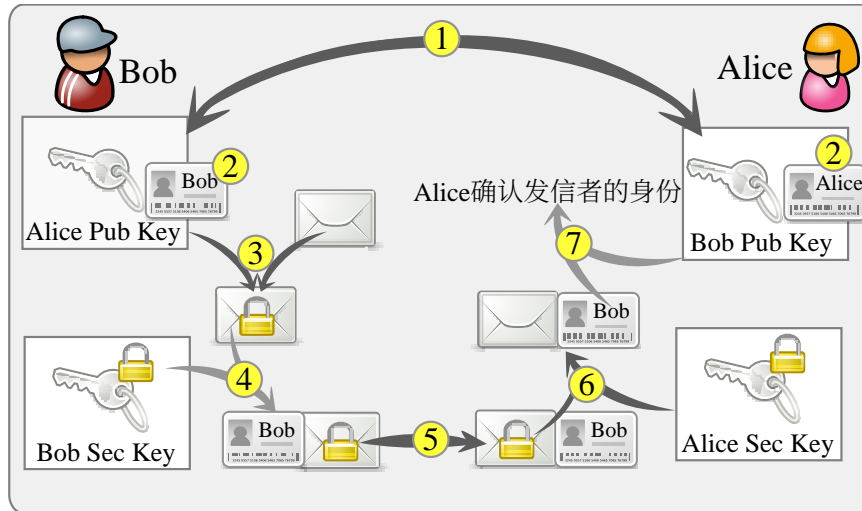 1
Bob
Alice
2
Bob
Alice Pub Key
2
Alice
Bob Pub Key
Alice确认发信者的身份
3
7
Bob
4
6
Bob Sec Key
Alice Sec Key
Bob
5
Bob